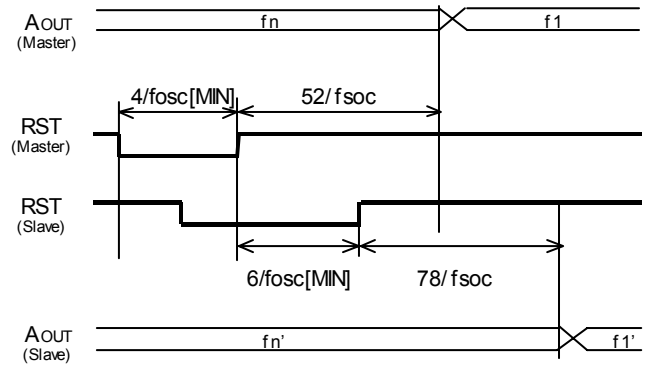 AOUT fn f1
(Master)
4/fosc[MIN] 52/fsoc
RST
(Master)
RST
(Slave)
6/fosc[MIN] 78/fsoc
AOUT fn' f1'
(Slave)